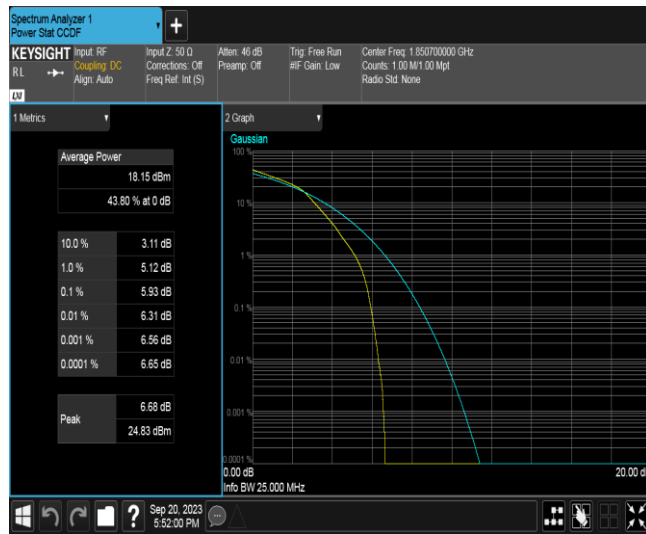 Spectrum Analyzer 1
Power Stat CCDF
+
KEYSIGHT
RL
LXI
Input: RF
Coupling: DC
Align: Auto
Input Z: 50 Ω
Corrections: Off
Freq Ref: Int (S)
Atten: 46 dB
Preamp: Off
Trig: Free Run
#IF Gain: Low
Center Freq: 1.850700000 GHz
Counts: 1.00 M/1.00 Mpt
Radio Std: None
1 Metrics
Average Power
18.15 dBm
43.80 % at 0 dB
10.0 % 3.11 dB
1.0 % 5.12 dB
0.1 % 5.93 dB
0.01 % 6.31 dB
0.001 % 6.56 dB
0.0001 % 6.65 dB
Peak
6.68 dB
24.83 dBm
2 Graph
Gaussian
100 %
10 %
1 %
0.1 %
0.01 %
0.001 %
0.0001 %
0.00 dB
20.00 d
Info BW 25.000 MHz
?
Sep 20, 2023
5:52:00 PM